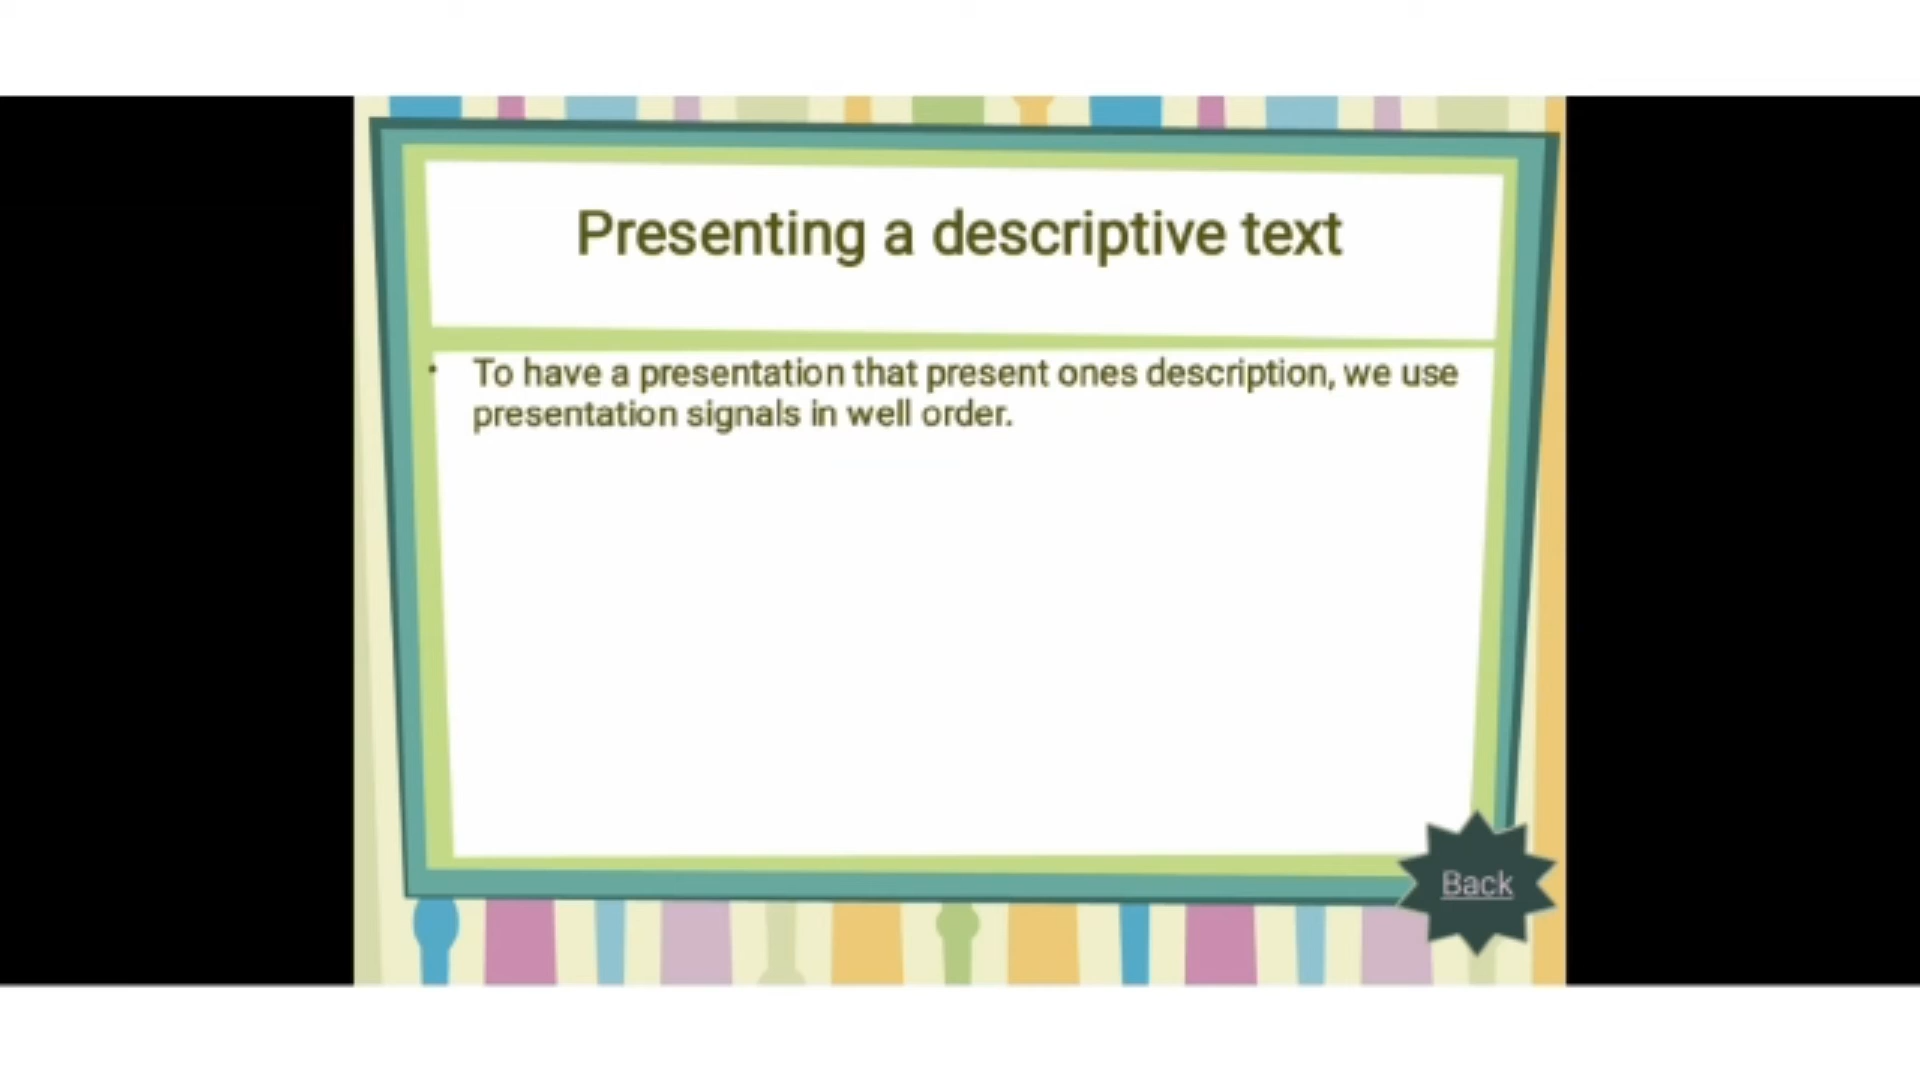 Presenting a descriptive text
• To have a presentation that present ones description, we use
presentation signals in well order.
Back